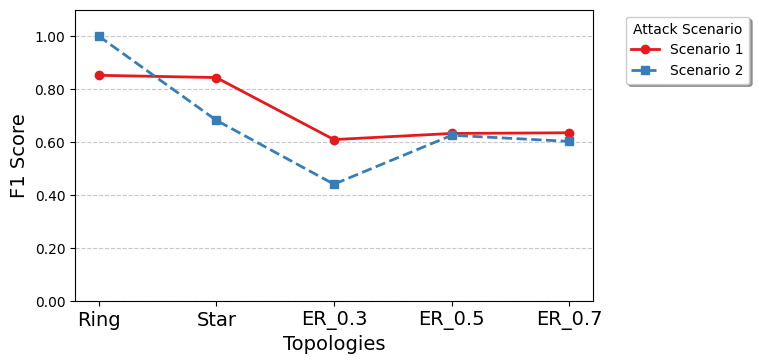 Attack Scenario
Scenario 1
Scenario 2
F1 Score
1.00
0.80
0.60
0.40
0.20
0.00
Ring Star ER_0.3 ER_0.5 ER_0.7
Topologies